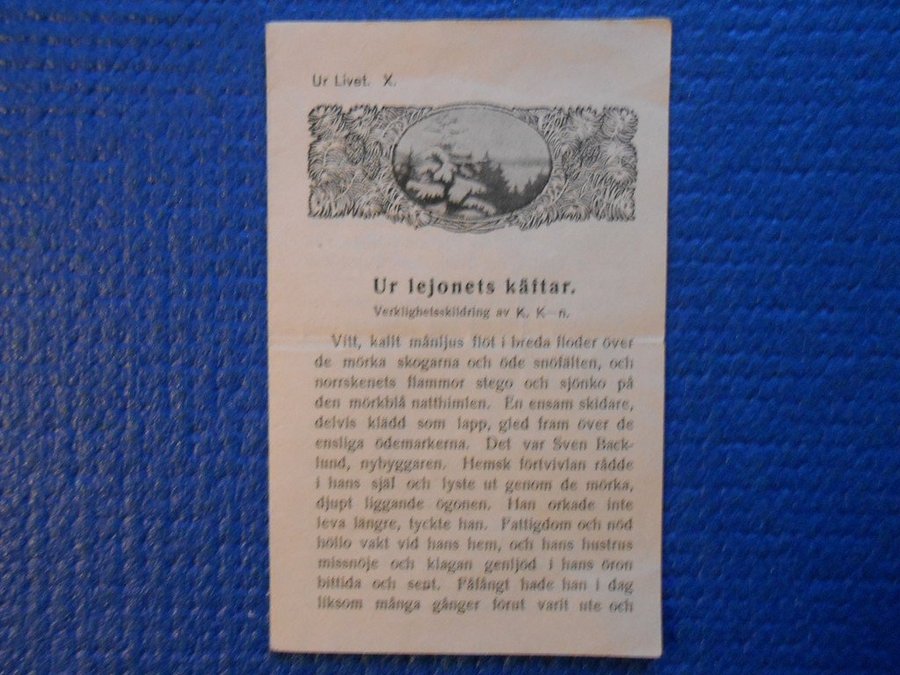 Ur Livet. X.
Ur lejonets käftar.
Verklighetsskildring av K. K—n.
Vitt, kallt månljus flöt i breda floder över
de mörka skogarna och öde snöfälten, och
norrskenets flammor stego och sjönko på
den mörkblå natthimlen. En ensam skidare,
delvis klädd som lapp, gled fram över de
ensliga ödemarkerna. Det var Sven Back-
lund, nybyggaren. Hemsk förtvivlan rådde
i hans själ och lyste ut genom de mörka,
djupt liggande ögonen. Han orkade inte
leva längre, tyckte han. Fattigdom och nöd
höllo vakt vid hans hem, och hans hustrus
missnöje och klagan genljöd i hans öron
bittida och sent. Fåfängt hade han i dag
liksom många gånger förut varit ute och